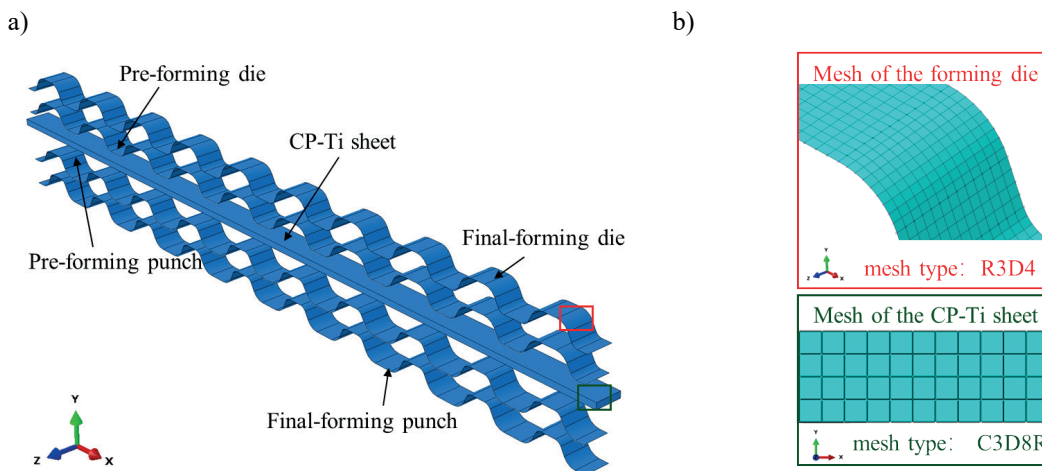 a)
b)
Pre-forming die
CP-Ti sheet
Final-forming die
Pre-forming punch
Final-forming punch
Y
Z
X
Mesh of the forming die
Y
Z
X
mesh type: R3D4
Mesh of the CP-Ti sheet
Y
X
mesh type: C3D8R